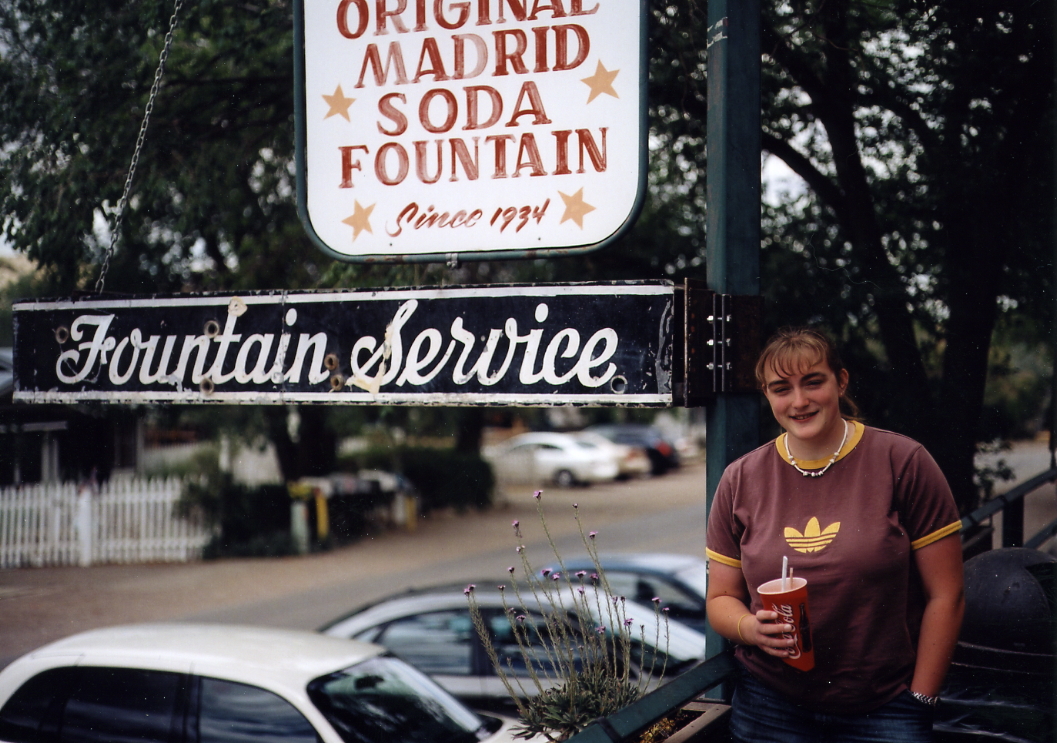 ORIGINAL
MADRID
SODA
FOUNTAIN
Since 1934
Fountain Service
Coca-Cola